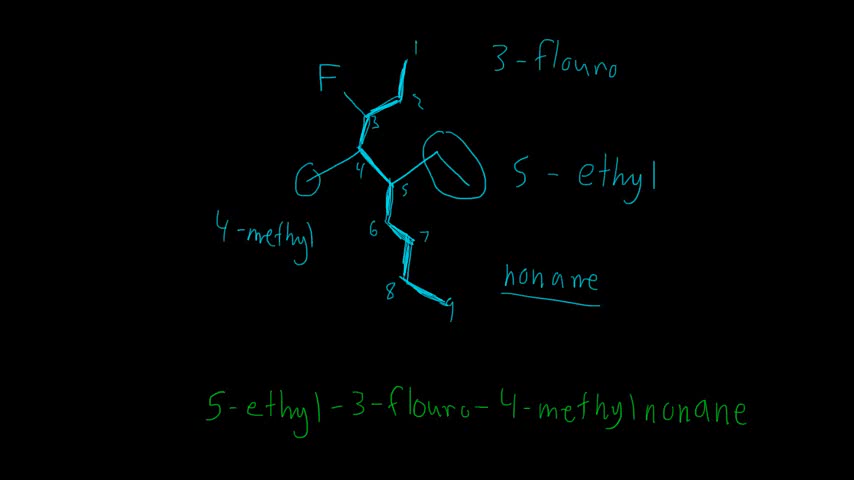 1
3-flouro
F
2
3
4
5
5 - ethyl
4-methyl
6
7
nonane
8
9
5-ethyl-3-flouro-4-methylnonane